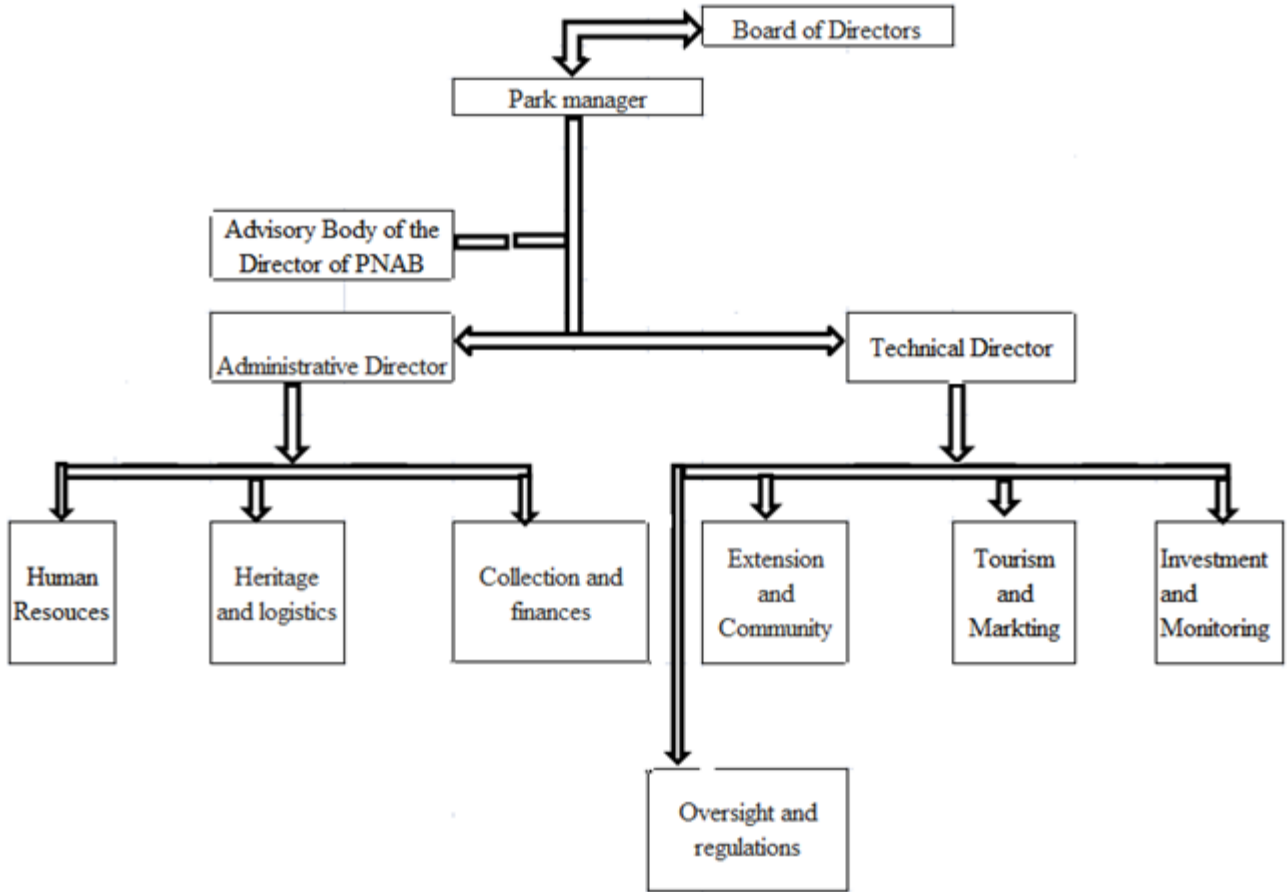 Board of Directors
Park manager
Advisory Body of the
Director of PNAB
Administrative Director
Technical Director
Human
Resouces
Heritage
and logistics
Collection and
finances
Extension
and
Community
Tourism
and
Markting
Investment
and
Monitoring
Oversight and
regulations